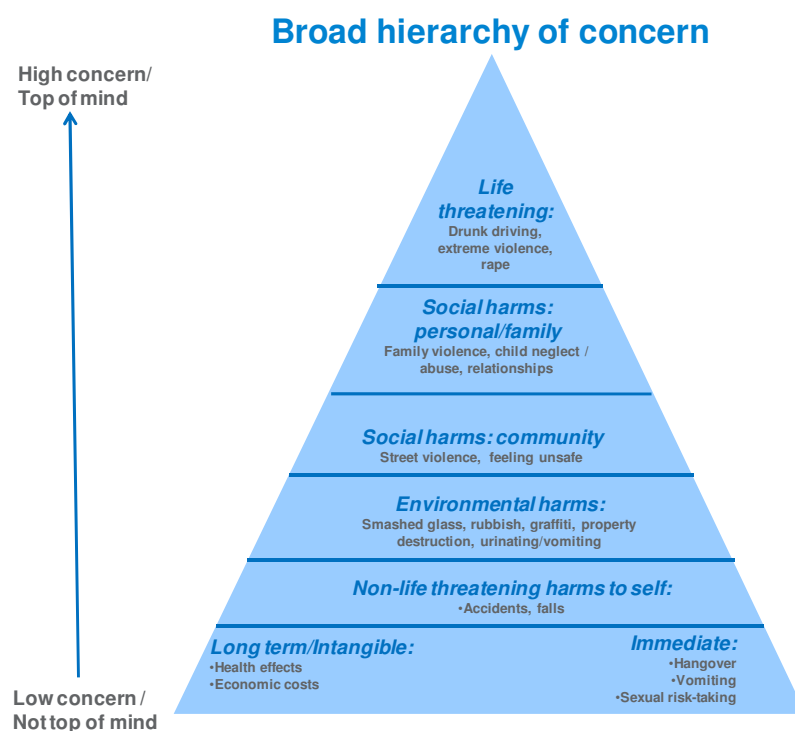 Broad hierarchy of concern
High concern/
Top of mind
Life
threatening:
Drunk driving,
extreme violence,
rape
Social harms:
personal/family
Family violence, child neglect /
abuse, relationships
Social harms: community
Street violence, feeling unsafe
Environmental harms:
Smashed glass, rubbish, graffiti, property
destruction, urinating/vomiting
Non-life threatening harms to self:
•Accidents, falls
Long term/Intangible:
•Health effects
•Economic costs
Immediate:
•Hangover
•Vomiting
•Sexual risk-taking
Low concern /
Not top of mind